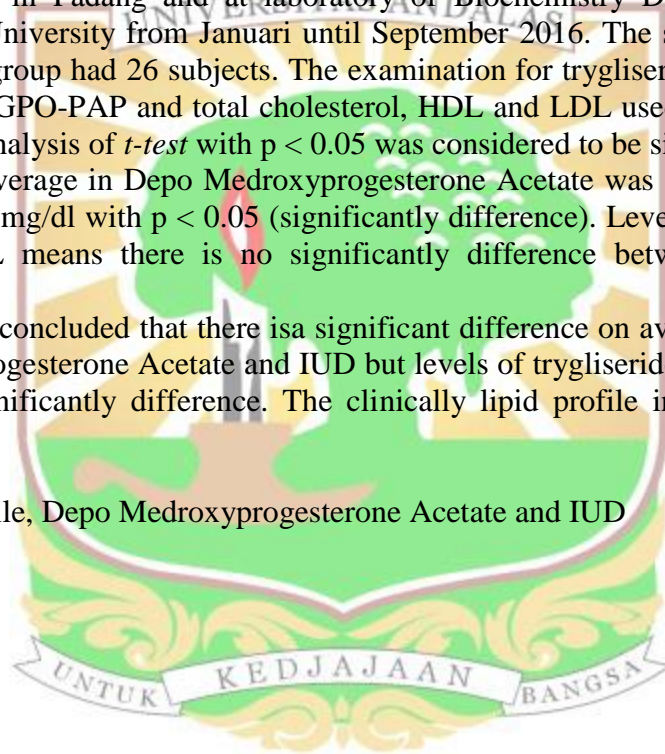 in Padang and at laboratory of Biochemistry D
UNIVERSITAS ANDALAS
University from Januari until September 2016. The s
group had 26 subjects. The examination for trygliser
GPO-PAP and total cholesterol, HDL and LDL use
nalysis of t-test with p < 0.05 was considered to be si
verage in Depo Medroxyprogesterone Acetate was
mg/dl with p < 0.05 (significantly difference). Leve
L means there is no significantly difference betw
concluded that there isa significant difference on av
ogesterone Acetate and IUD but levels of trygliserid
nificantly difference. The clinically lipid profile in
le, Depo Medroxyprogesterone Acetate and IUD
UNTUK KEDJAJAAN BANGSA